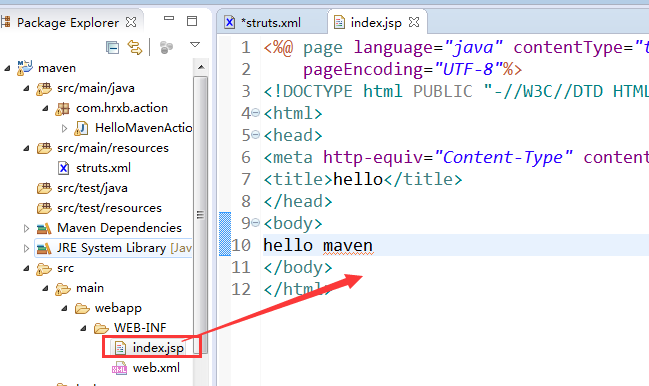 Package Explorer
maven
src/main/java
com.hrxb.action
HelloMavenActio
src/main/resources
struts.xml
src/test/java
src/test/resources
Maven Dependencies
JRE System Library [Jav
src
main
webapp
WEB-INF
index.jsp
web.xml
*struts.xml
index.jsp
1 <%@ page language="java" contentType="t
2 pageEncoding="UTF-8"%>
3 <!DOCTYPE html PUBLIC "-//W3C//DTD HTML
4 <html>
5 <head>
6 <meta http-equiv="Content-Type" content
7 <title>hello</title>
8 </head>
9 <body>
10 hello maven
11 </body>
12 </html>